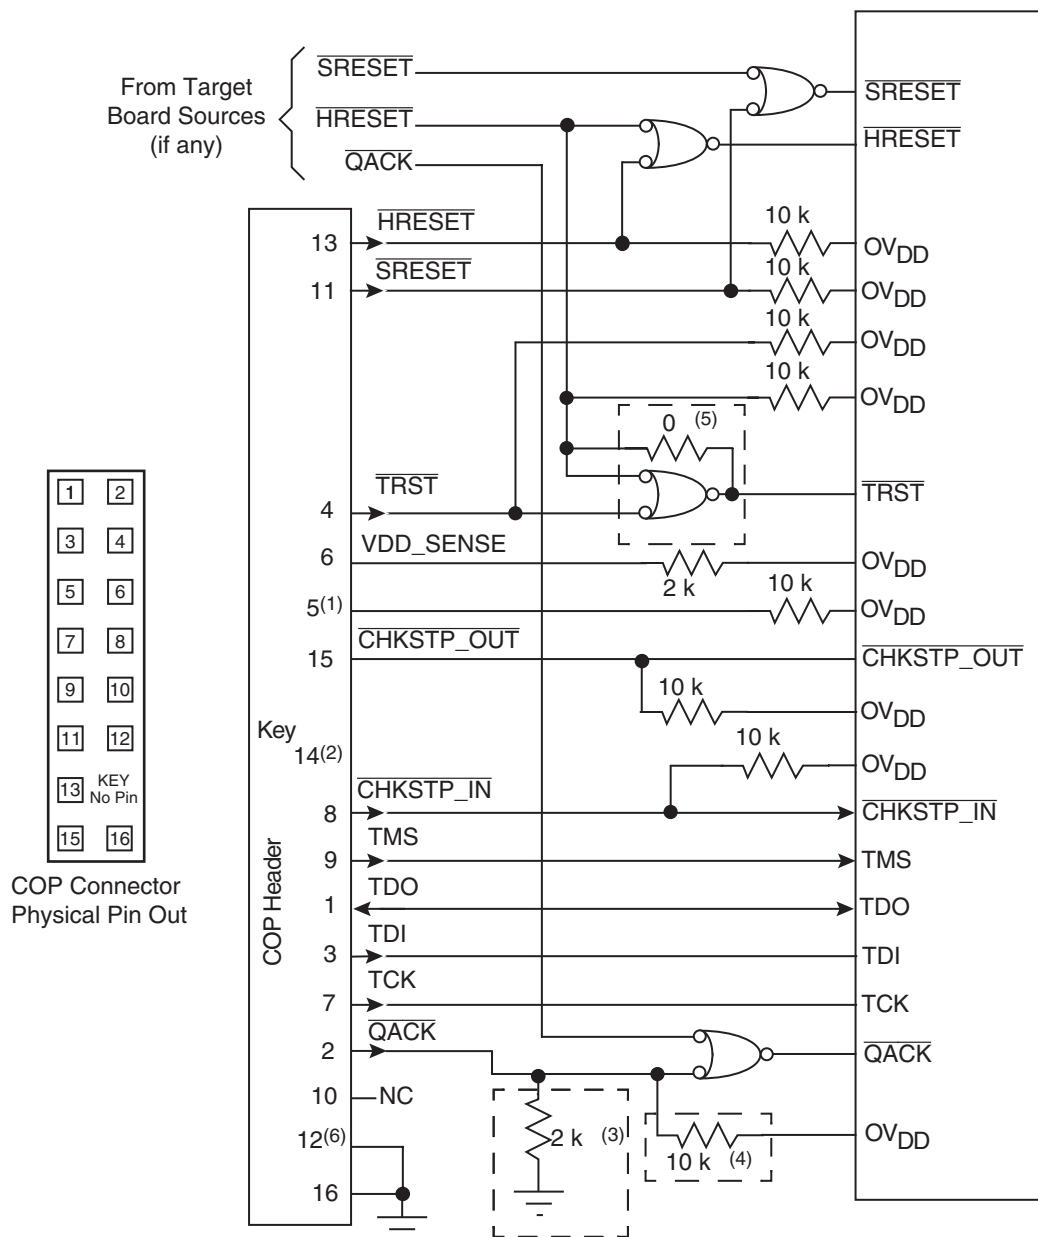 From Target
Board Sources
(if any)
SRESET
HRESET
QACK
SRESET
HRESET
13 HRESET 10 k OVDD
11 SRESET 10 k OVDD
10 k OVDD
10 k OVDD
0 (5)
4 TRST TRST
6 VDD_SENSE 2 k OVDD
5(1) 10 k OVDD
15 CHKSTP_OUT CHKSTP_OUT
10 k OVDD
Key
14(2)
10 k OVDD
8 CHKSTP_IN CHKSTP_IN
9 TMS TMS
1 TDO TDO
3 TDI TDI
7 TCK TCK
2 QACK QACK
10 NC
12(6)
16
2 k (3)
10 k (4) OVDD
COP Header
1 2
3 4
5 6
7 8
9 10
11 12
13 KEY
No Pin
15 16
COP Connector
Physical Pin Out